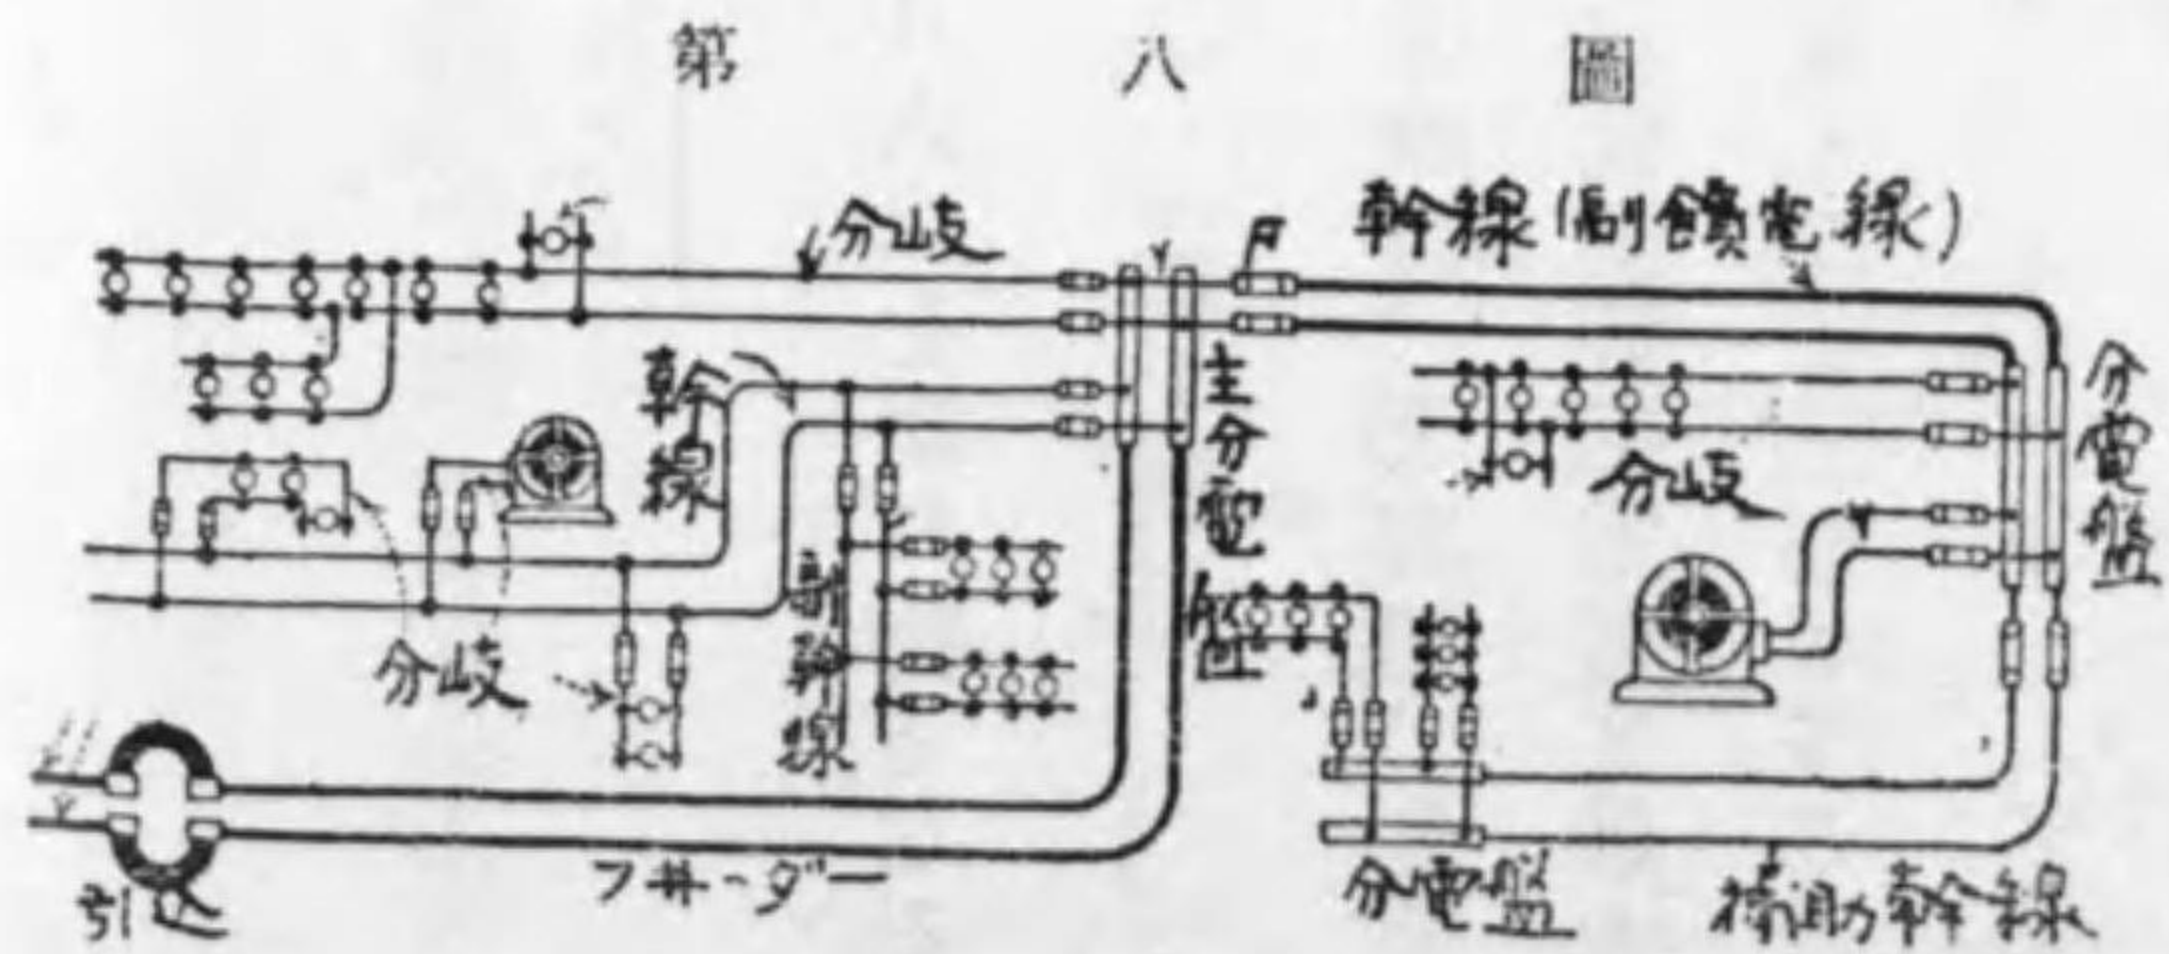 第八圖
分岐
F
幹線(副饋電線)
幹線
主分電盤
分電盤
分岐
副幹線
分岐
フ井ーダー
引込
分電盤
補助幹線